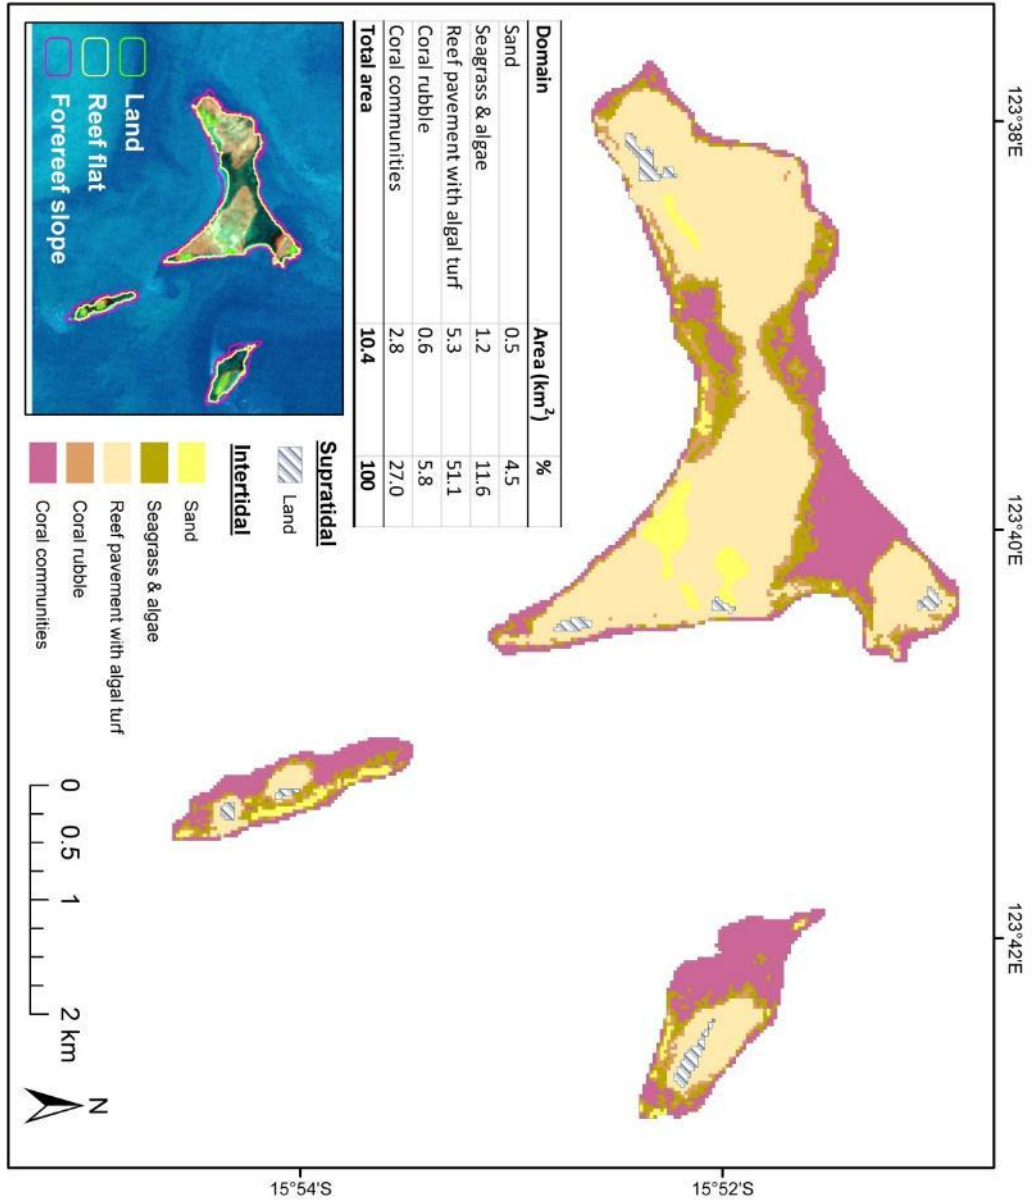 123°38'E
123°40'E
123°42'E
15°52'S
15°54'S
Domain Area (km²) %
Sand 0.5 4.5
Seagrass & algae 1.2 11.6
Reef pavement with algal turf 5.3 51.1
Coral rubble 0.6 5.8
Coral communities 2.8 27.0
Total area 10.4 100
Land
Reef flat
Forereef slope
Supratidal
Land
Intertidal
Sand
Seagrass & algae
Reef pavement with algal turf
Coral rubble
Coral communities
0 0.5 1 2 km
N